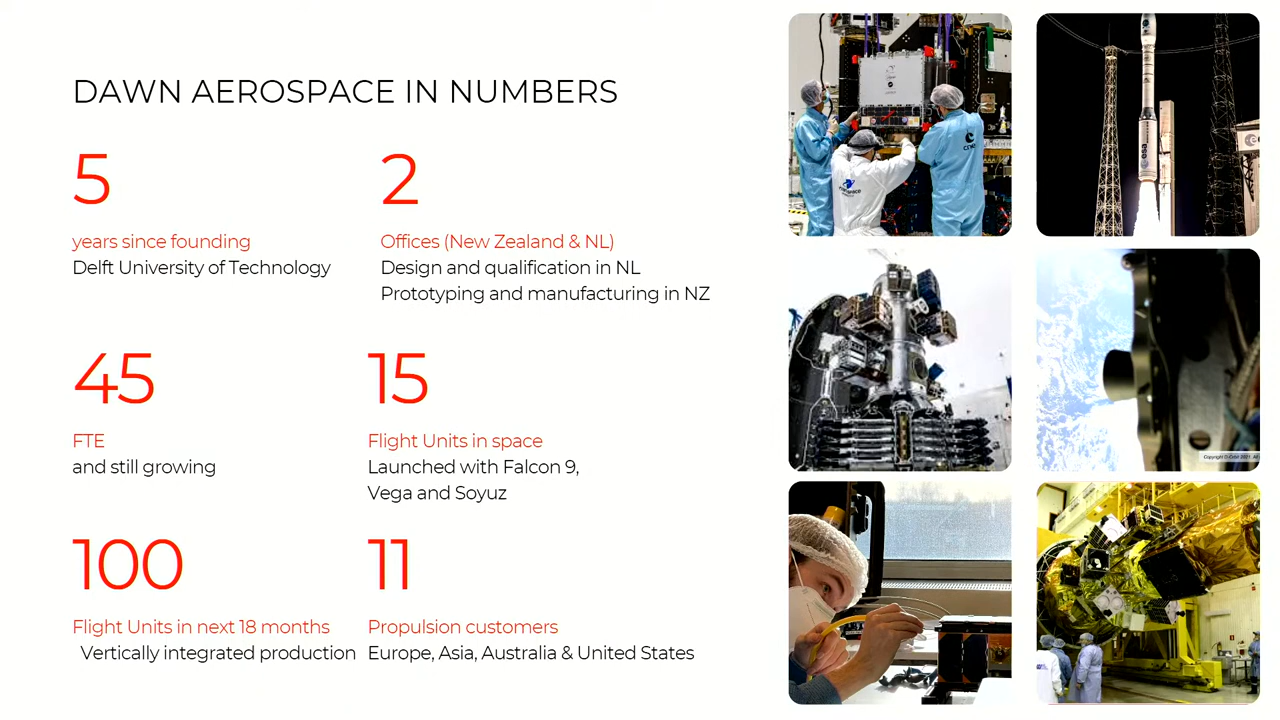 DAWN AEROSPACE IN NUMBERS
5
years since founding
Delft University of Technology
2
Offices (New Zealand & NL)
Design and qualification in NL
Prototyping and manufacturing in NZ
45
FTE
and still growing
15
Flight Units in space
Launched with Falcon 9,
Vega and Soyuz
100
Flight Units in next 18 months
Vertically integrated production
11
Propulsion customers
Europe, Asia, Australia & United States
esa